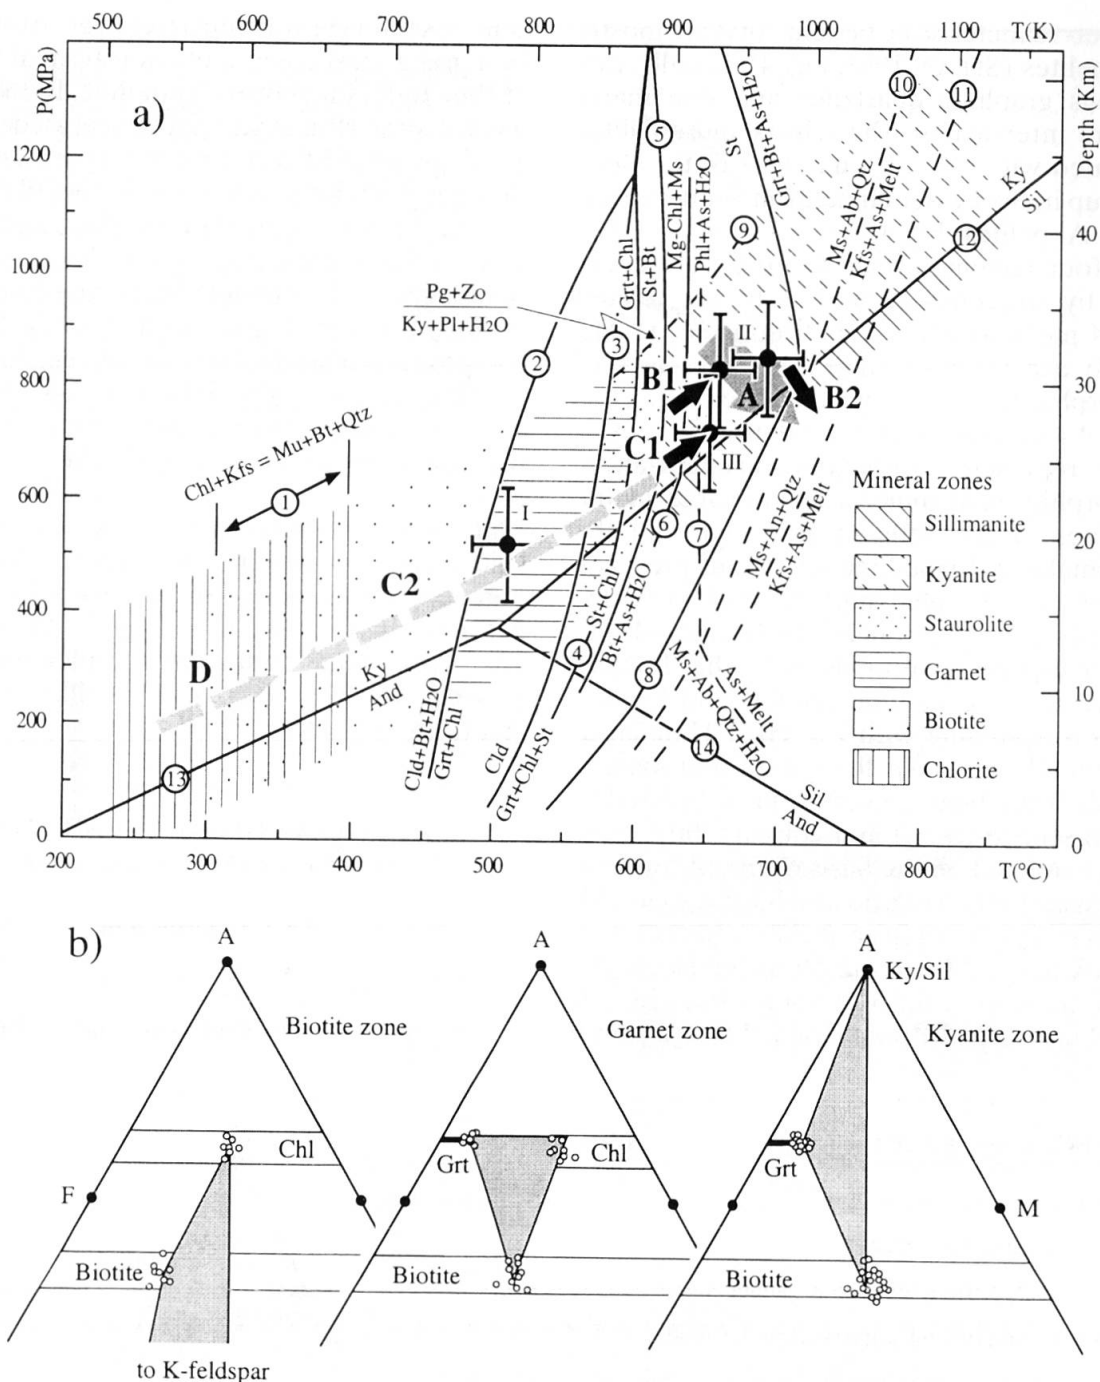 500 600 700 800 900 1000 1100 T(K)
P(MPa)
a)
Depth (Km)
1200
1000
800
600
400
200
0
40
30
20
10
0
200 300 400 500 600 700 800 T(°C)
10
11
5
9
12
2
3
1
6
7
4
8
13
14
St
Grt+Bt+As+H2O
Ms+Ab+Qtz
Kfs+As+Melt
Ky
Sil
Mg-Chl+Ms
Phl+As+H2O
Grt+Chl
St+Bt
Pg+Zo
Ky+Pl+H2O
II
B1
A
B2
C1
III
Chl+Kfs = Mu+Bt+Qtz
I
C2
D
Ky
And
Cld+Bt+H2O
Grt+Chl
Cld
Grt+Chl+St
St+Chl
Bt+As+H2O
Ms+An+Qtz
Kfs+As+Melt
As+Melt
Ms+Ab+Qtz+H2O
Sil
And
Mineral zones
Sillimanite
Kyanite
Staurolite
Garnet
Biotite
Chlorite
b)
A
Biotite zone
Chl
F
Biotite
to K-feldspar
A
Garnet zone
Grt
Chl
Biotite
A
Ky/Sil
Kyanite zone
Grt
M
Biotite